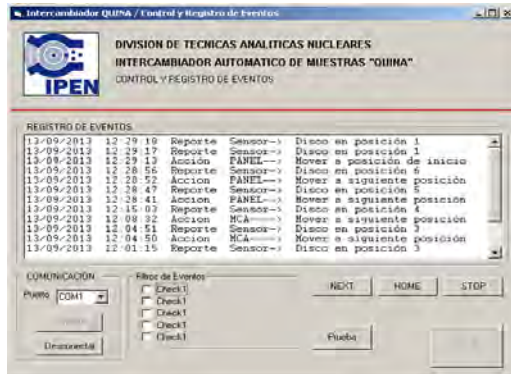 Intercambiador QUINA / Control y Registro de Eventos
IPEN
DIVISION DE TECNICAS ANALITICAS NUCLEARES
INTERCAMBIADOR AUTOMATICO DE MUESTRAS "QUINA"
CONTROL Y REGISTRO DE EVENTOS
REGISTRO DE EVENTOS
13/09/2013 12:29:18 Reporte Sensor-> Disco en posición 1
13/09/2013 12:29:17 Reporte Sensor-> Disco en posición 1
13/09/2013 12:29:13 Acción PANEL--> Mover a posición de inicio
13/09/2013 12:28:56 Reporte Sensor-> Disco en posición 6
13/09/2013 12:28:52 Accion PANEL--> Mover a siguiente posición
13/09/2013 12:28:47 Reporte Sensor-> Disco en posición 5
13/09/2013 12:28:41 Accion PANEL--> Mover a siguiente posición
13/09/2013 12:15:03 Reporte Sensor-> Disco en posición 4
13/09/2013 12:08:32 Accion MCA----> Mover a siguiente posición
13/09/2013 12:04:51 Reporte Sensor-> Disco en posición 3
13/09/2013 12:04:50 Accion MCA----> Mover a siguiente posición
13/09/2013 12:01:15 Reporte Sensor-> Disco en posición 3
COMUNICACIÓN
Puerto COM1
Desconectar
Filtros de Eventos
Check1
Check1
Check1
Check1
Check1
NEXT HOME STOP
Prueba